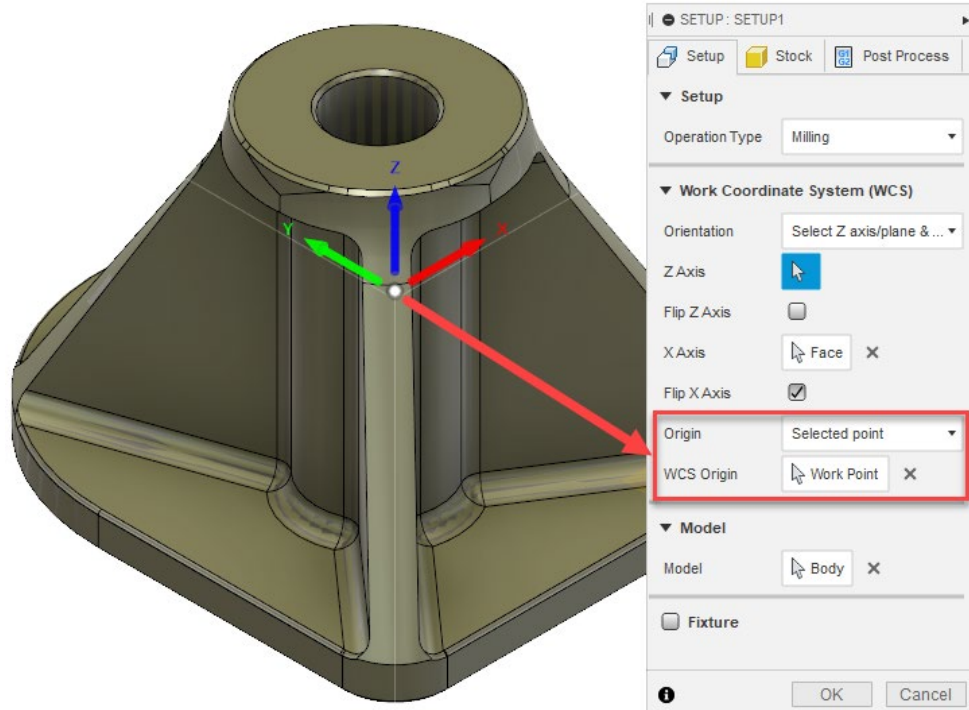 SETUP : SETUP1
Setup
Stock
G1
G2
Post Process
Setup
Operation Type
Milling
Work Coordinate System (WCS)
Orientation
Select Z axis/plane & ...
Z Axis
Flip Z Axis
X Axis
Face
Flip X Axis
Origin
Selected point
WCS Origin
Work Point
Model
Model
Body
Fixture
OK
Cancel
Z
Y
X